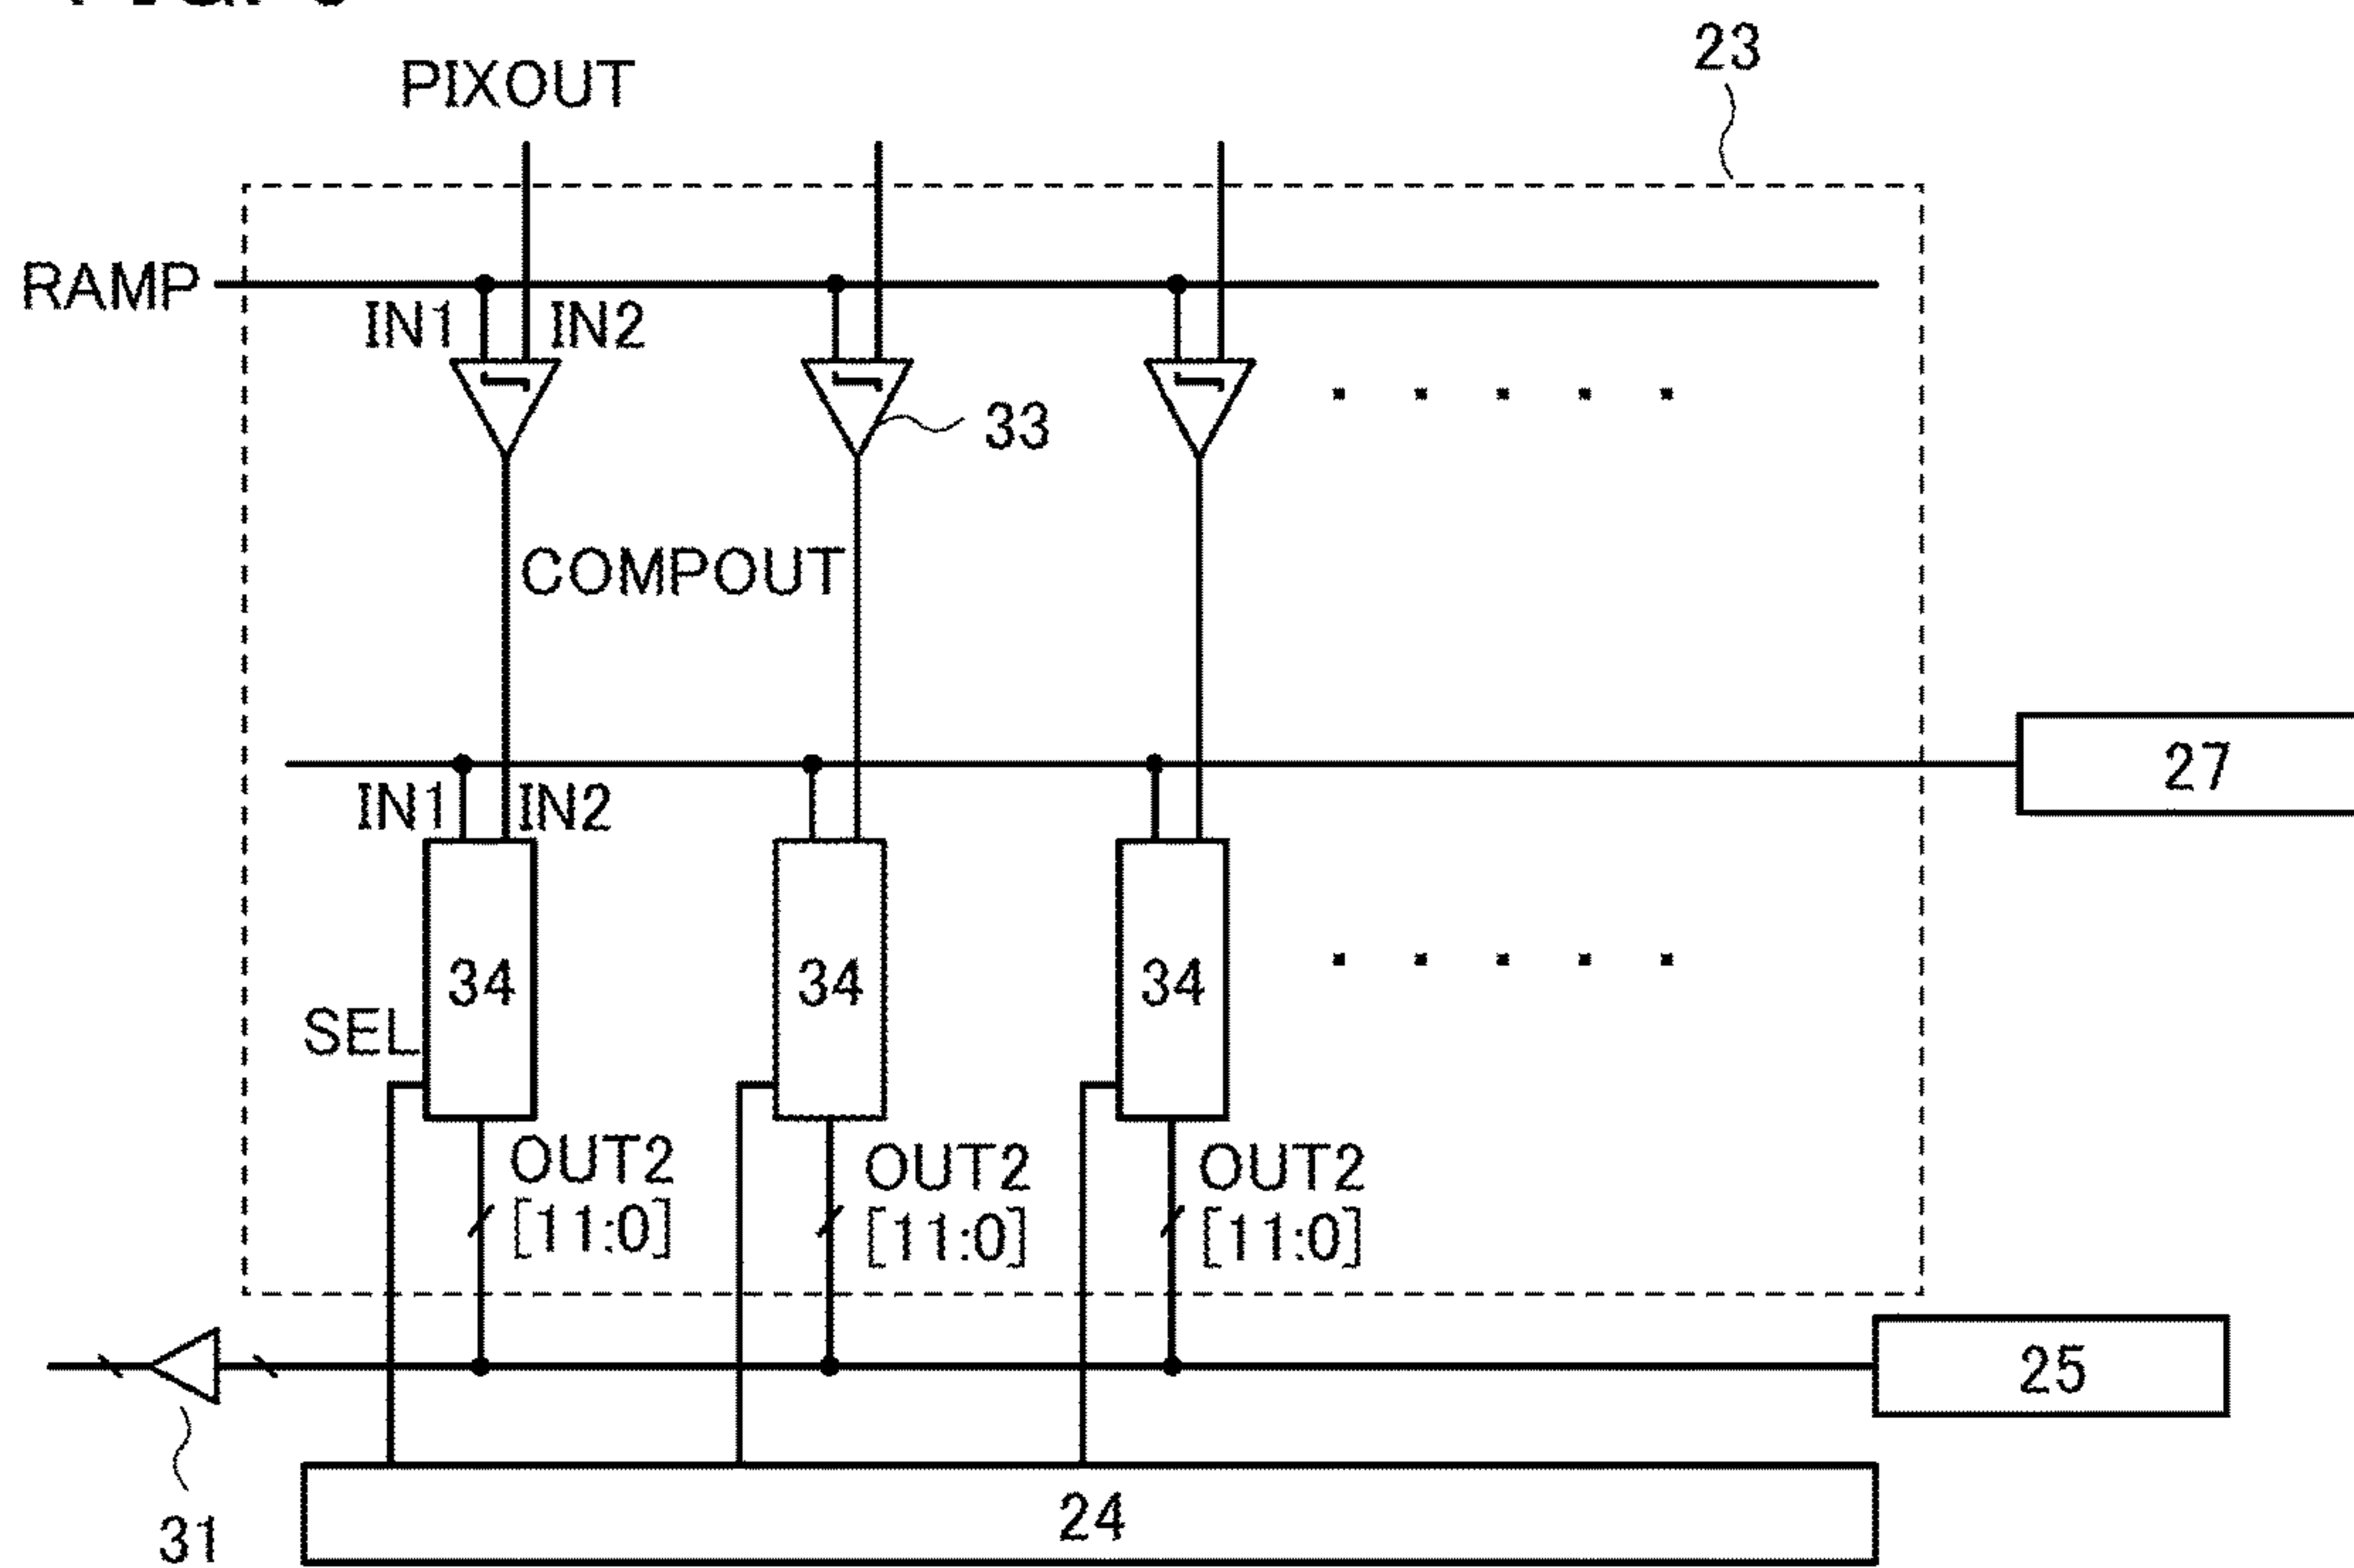 23
PIXOUT
RAMP
IN1 IN2
33
COMPOUT
27
IN1 IN2
34 34 34
SEL
OUT2 OUT2 OUT2
[11:0] [11:0] [11:0]
25
24
31